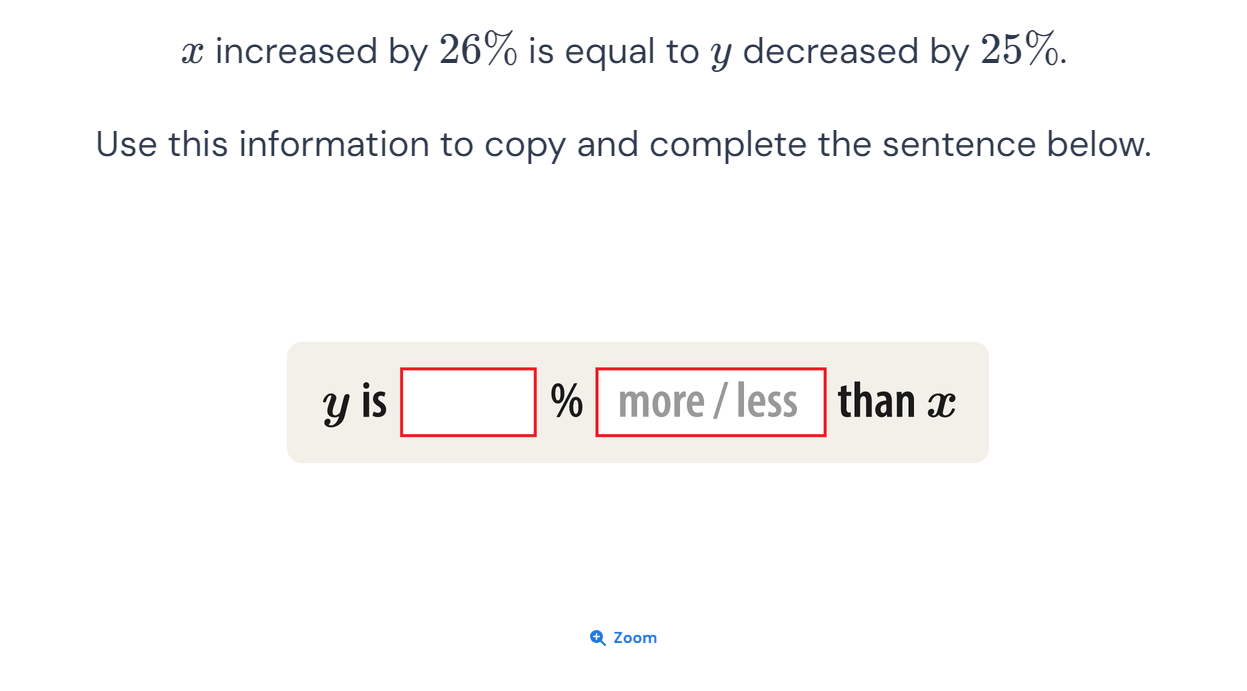 x increased by 26% is equal to y decreased by 25%.
Use this information to copy and complete the sentence below.
y is % more / less than x
Zoom